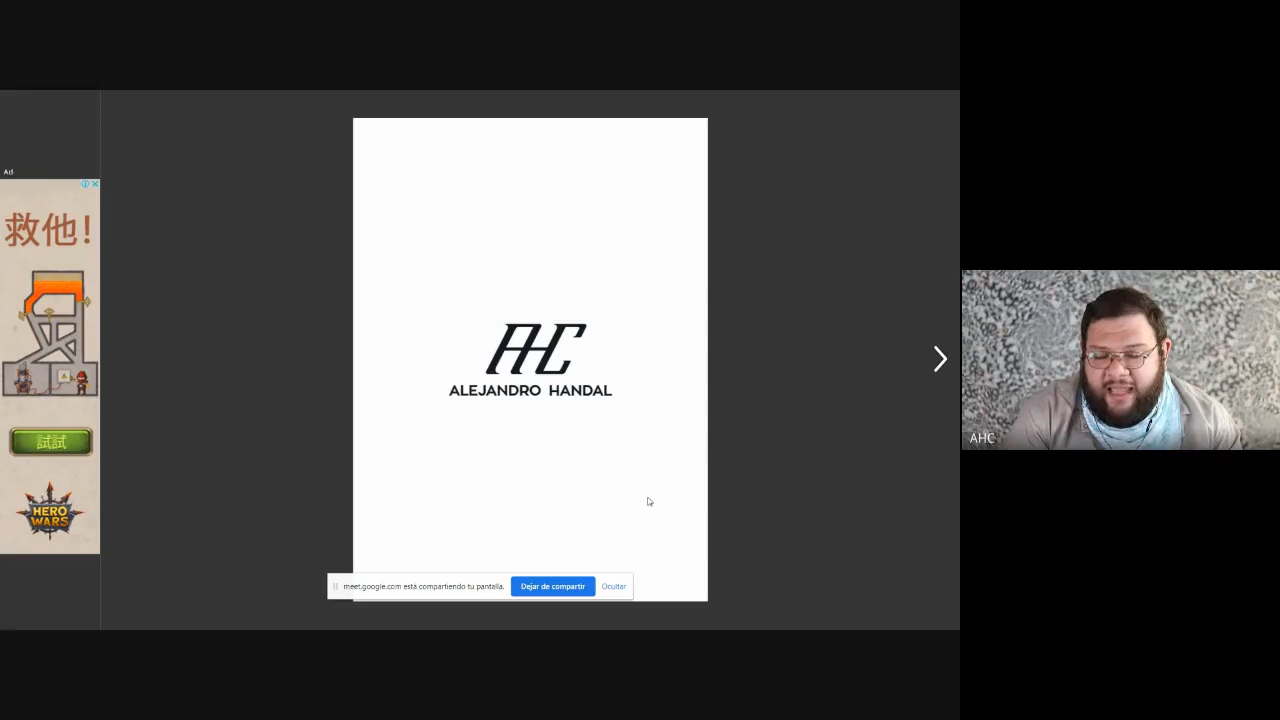 Ad
救他!
試試
HERO
WARS
AHC
ALEJANDRO HANDAL
meet.google.com está compartiendo tu pantalla.
Dejar de compartir
Ocultar
AHC